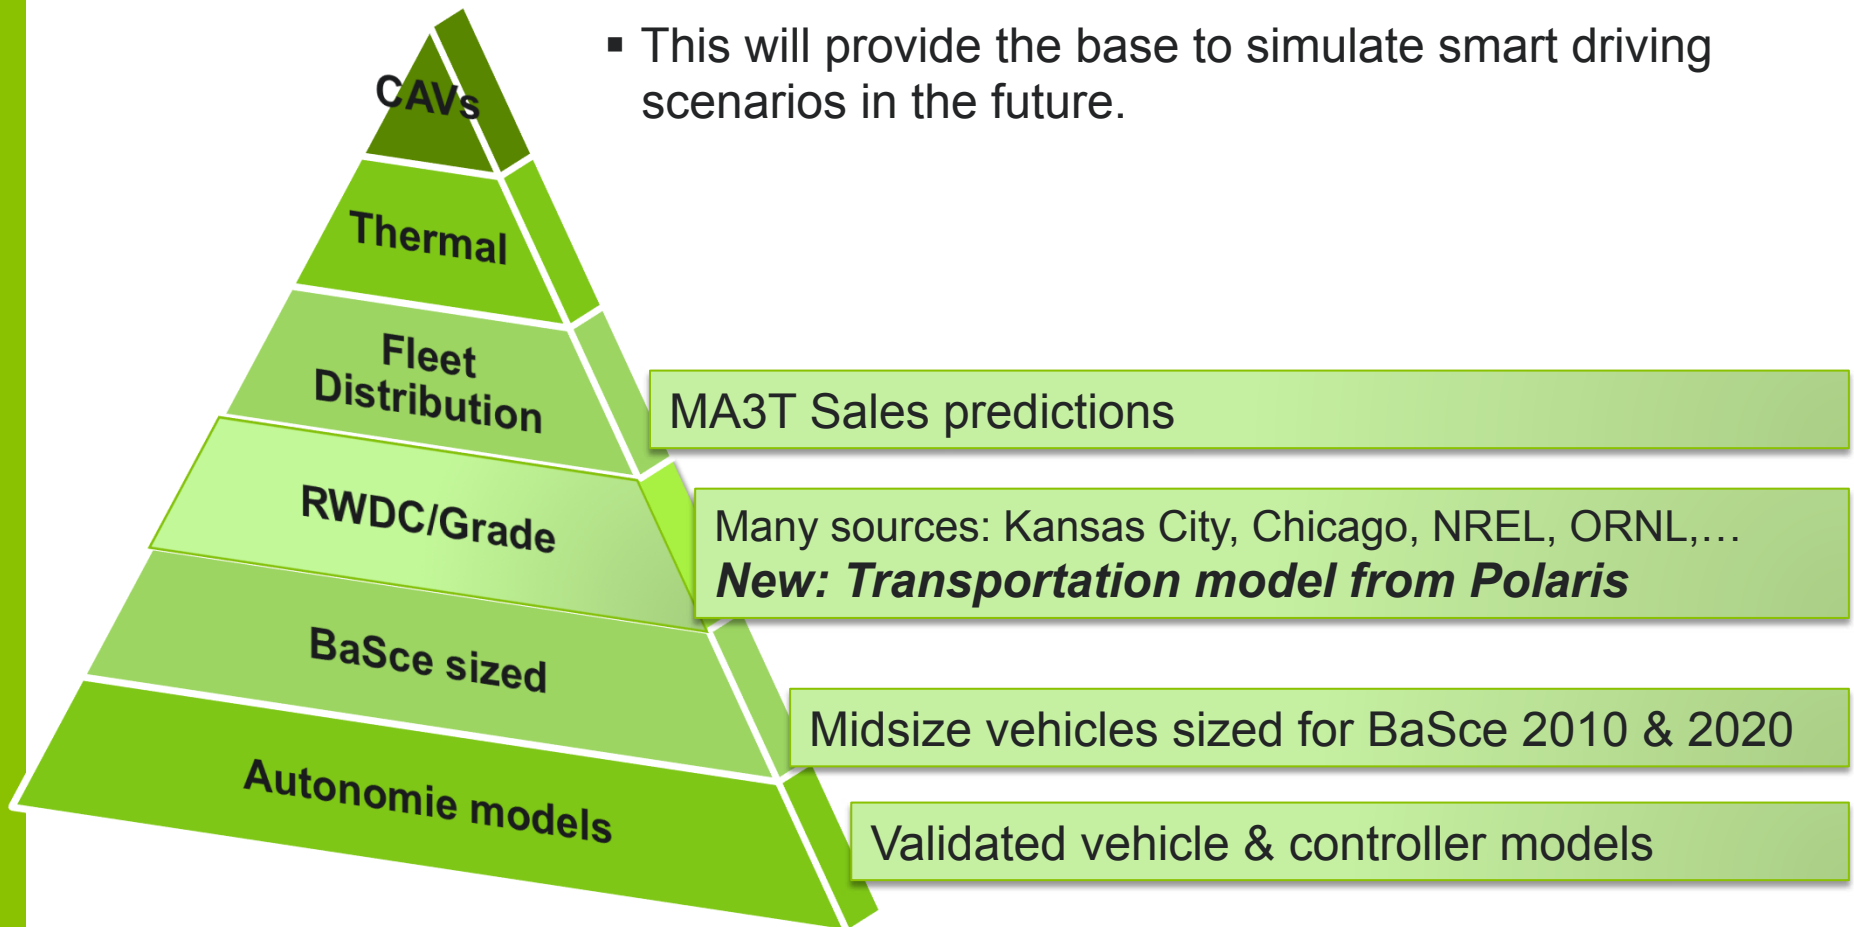 ▪ This will provide the base to simulate smart driving
scenarios in the future.
CAVs
Thermal
Fleet
Distribution
MA3T Sales predictions
RWDC/Grade
Many sources: Kansas City, Chicago, NREL, ORNL,…
New: Transportation model from Polaris
BaSce sized
Midsize vehicles sized for BaSce 2010 & 2020
Autonomie models
Validated vehicle & controller models